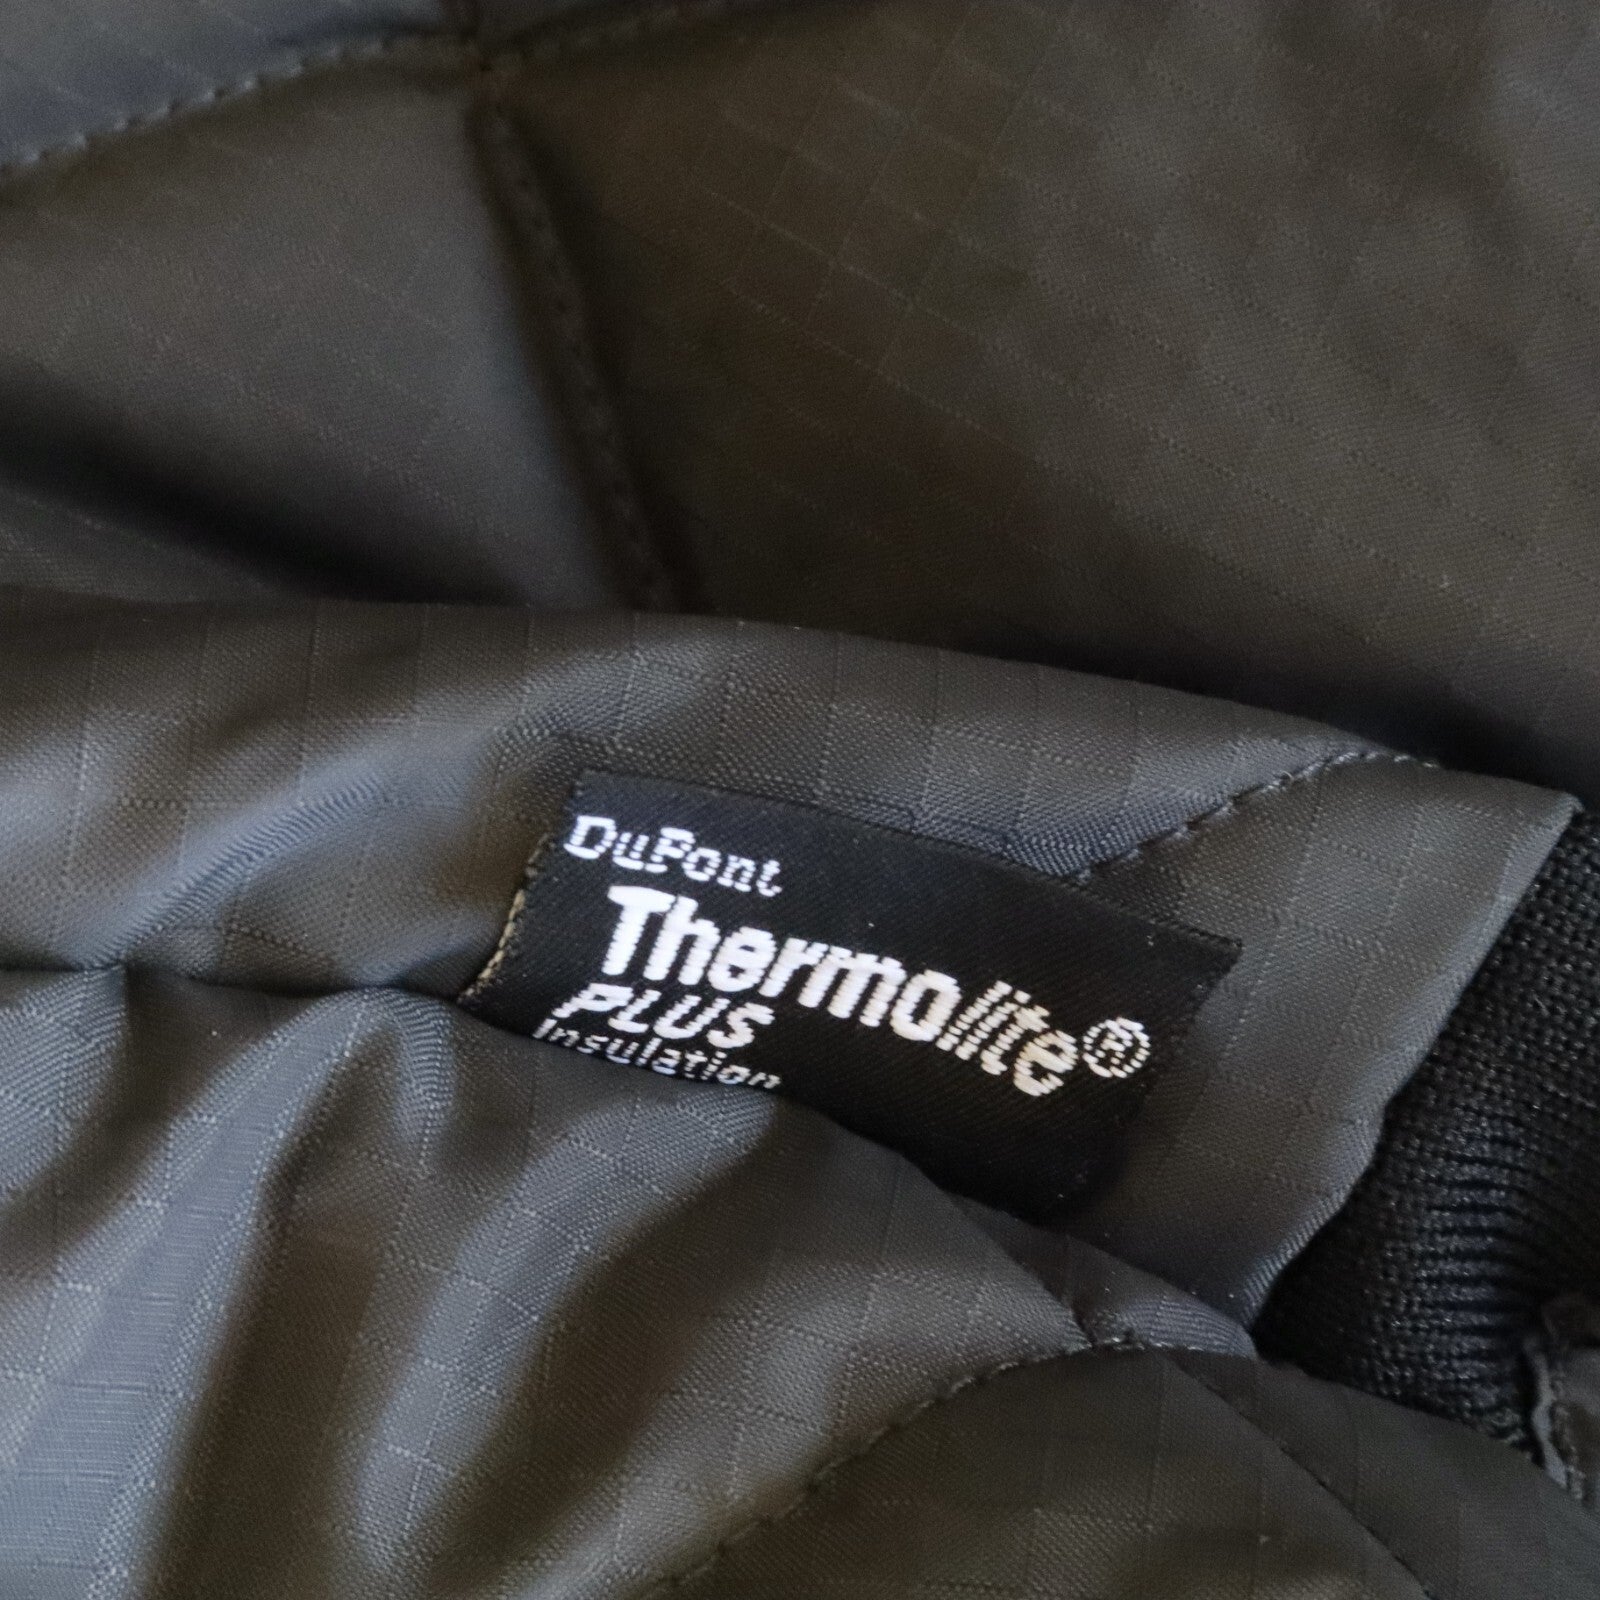 DuPont
Thermolite®
PLUS
Insulation